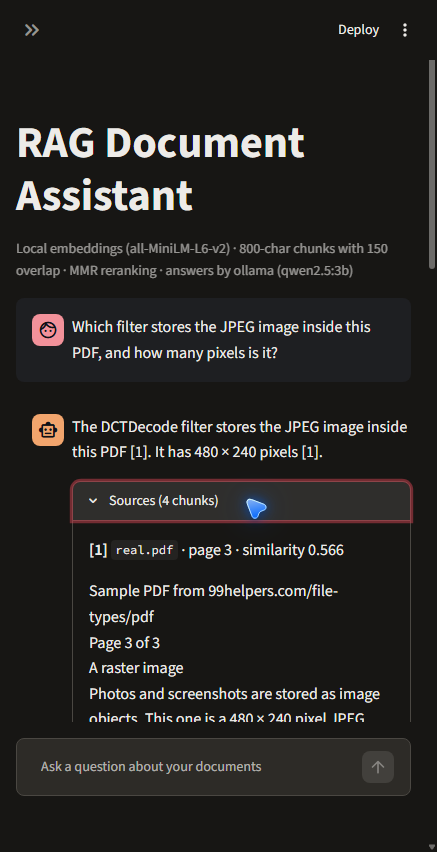 Deploy
RAG Document
Assistant
Local embeddings (all-MiniLM-L6-v2) · 800-char chunks with 150
overlap · MMR reranking · answers by ollama (qwen2.5:3b)
Which filter stores the JPEG image inside this
PDF, and how many pixels is it?
The DCTDecode filter stores the JPEG image inside
this PDF [1]. It has 480 × 240 pixels [1].
Sources (4 chunks)
[1] real.pdf · page 3 · similarity 0.566
Sample PDF from 99helpers.com/file-
types/pdf
Page 3 of 3
A raster image
Photos and screenshots are stored as image
objects. This one is a 480 × 240 pixel JPEG
Ask a question about your documents